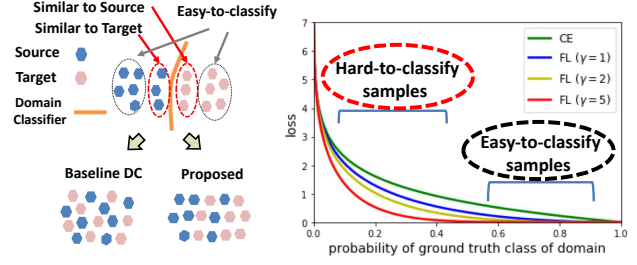 Similar to Source
Similar to Target
Easy-to-classify
Source
Target
Domain
Classifier
Baseline DC
Proposed
7
6
5
4
3
2
1
0
loss
0.0
0.2
0.4
0.6
0.8
1.0
probability of ground truth class of domain
CE
FL (γ = 1)
FL (γ = 2)
FL (γ = 5)
Hard-to-classify
samples
Easy-to-classify
samples